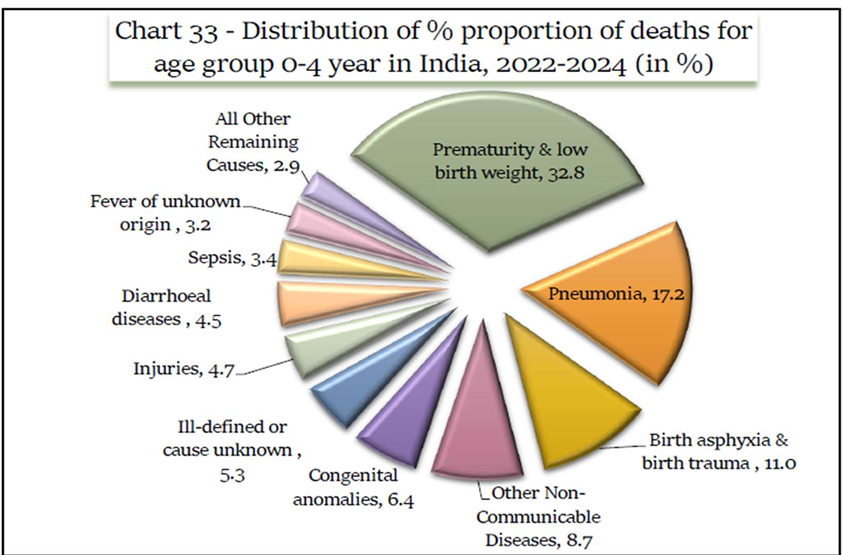 Chart 33 - Distribution of % proportion of deaths for
age group 0-4 year in India, 2022-2024 (in %)
Prematurity & low
birth weight, 32.8
Pneumonia, 17.2
Birth asphyxia &
birth trauma , 11.0
Other Non-
Communicable
Diseases, 8.7
Congenital
anomalies, 6.4
Ill-defined or
cause unknown ,
5.3
Injuries, 4.7
Diarrhoeal
diseases , 4.5
Sepsis, 3.4
Fever of unknown
origin , 3.2
All Other
Remaining
Causes, 2.9